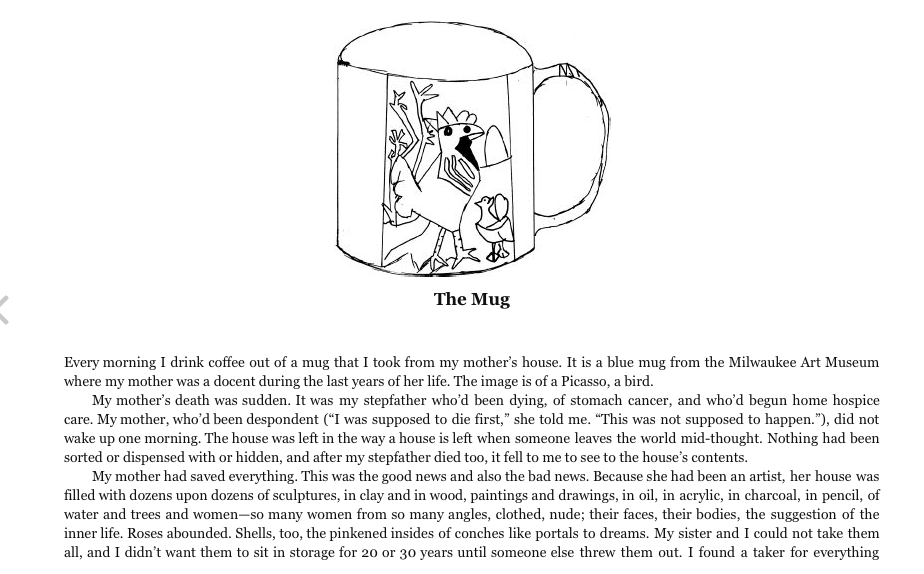 The Mug
Every morning I drink coffee out of a mug that I took from my mother’s house. It is a blue mug from the Milwaukee Art Museum
where my mother was a docent during the last years of her life. The image is of a Picasso, a bird.
My mother’s death was sudden. It was my stepfather who’d been dying, of stomach cancer, and who’d begun home hospice
care. My mother, who’d been despondent (“I was supposed to die first,” she told me. “This was not supposed to happen.”), did not
wake up one morning. The house was left in the way a house is left when someone leaves the world mid-thought. Nothing had been
sorted or dispensed with or hidden, and after my stepfather died too, it fell to me to see to the house’s contents.
My mother had saved everything. This was the good news and also the bad news. Because she had been an artist, her house was
filled with dozens upon dozens of sculptures, in clay and in wood, paintings and drawings, in oil, in acrylic, in charcoal, in pencil, of
water and trees and women—so many women from so many angles, clothed, nude; their faces, their bodies, the suggestion of the
inner life. Roses abounded. Shells, too, the pinkened insides of conches like portals to dreams. My sister and I could not take them
all, and I didn’t want them to sit in storage for 20 or 30 years until someone else threw them out. I found a taker for everything